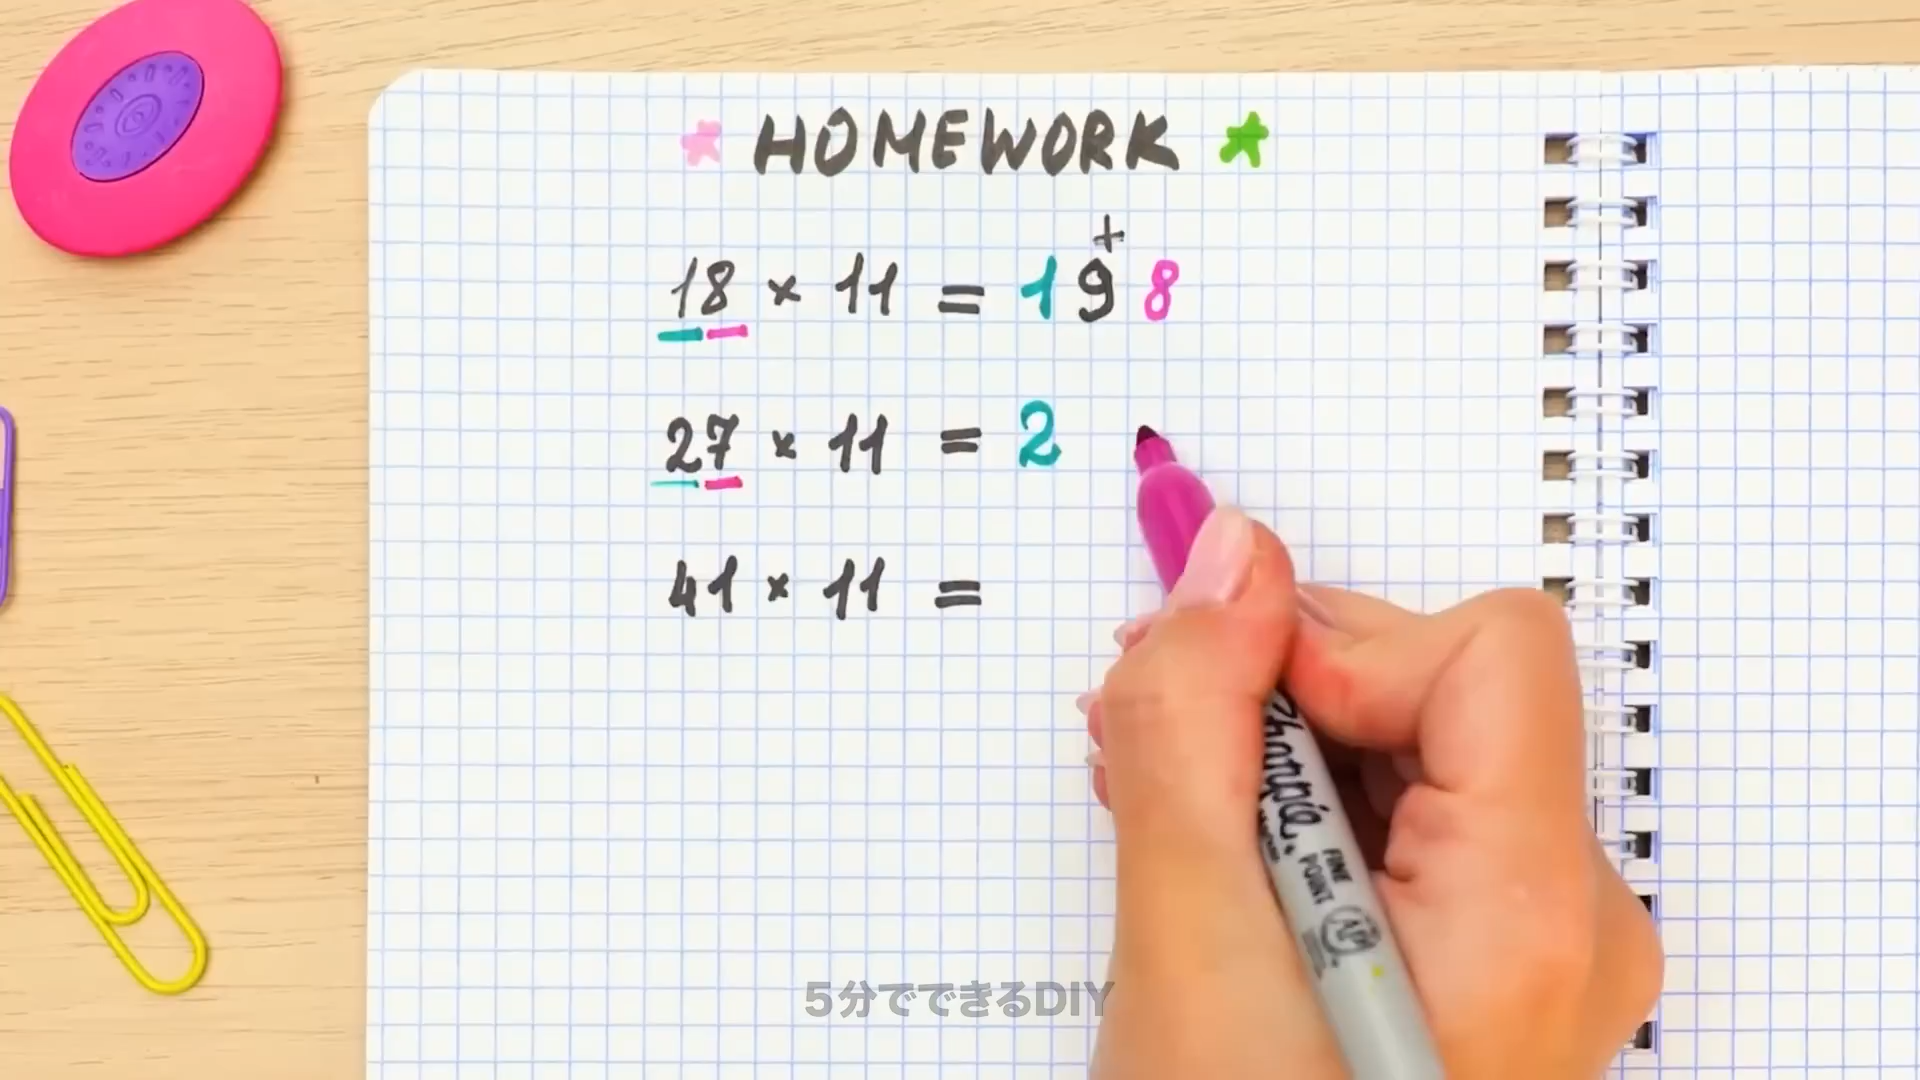 HOMEWORK
+
18 × 11 = 198
27 × 11 = 2
41 × 11 =
Sharpie.
FINE
POINT
AP
5分でできるDIY